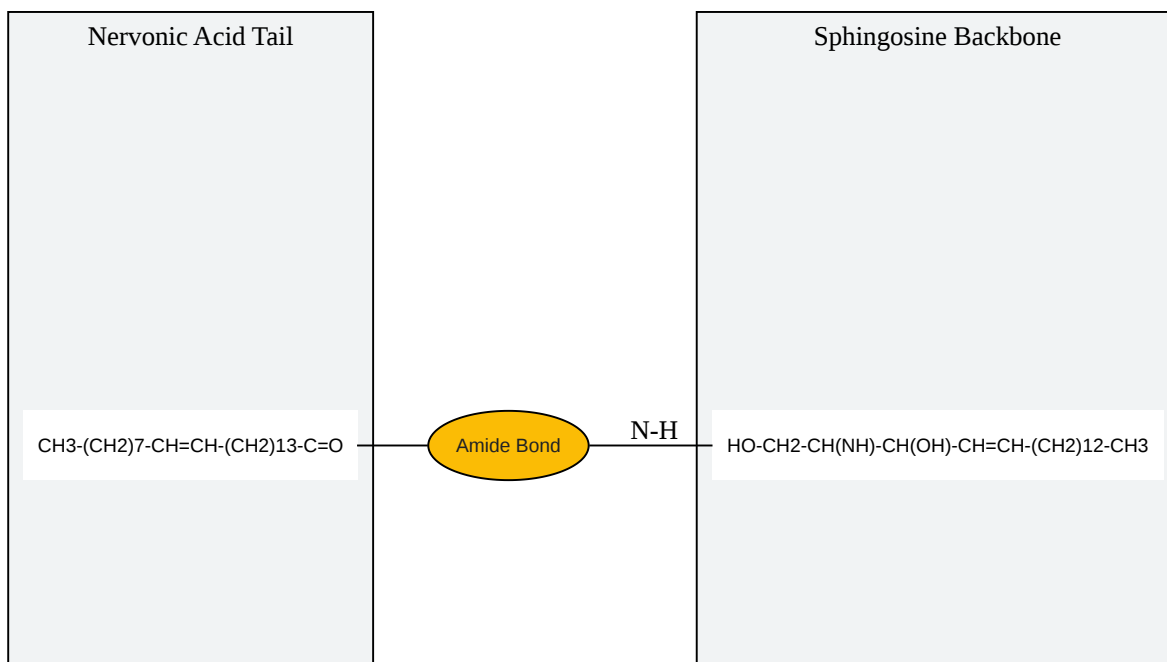 Nervonic Acid Tail
Sphingosine Backbone
CH3-(CH2)7-CH=CH-(CH2)13-C=O
Amide Bond
N-H
HO-CH2-CH(NH)-CH(OH)-CH=CH-(CH2)12-CH3